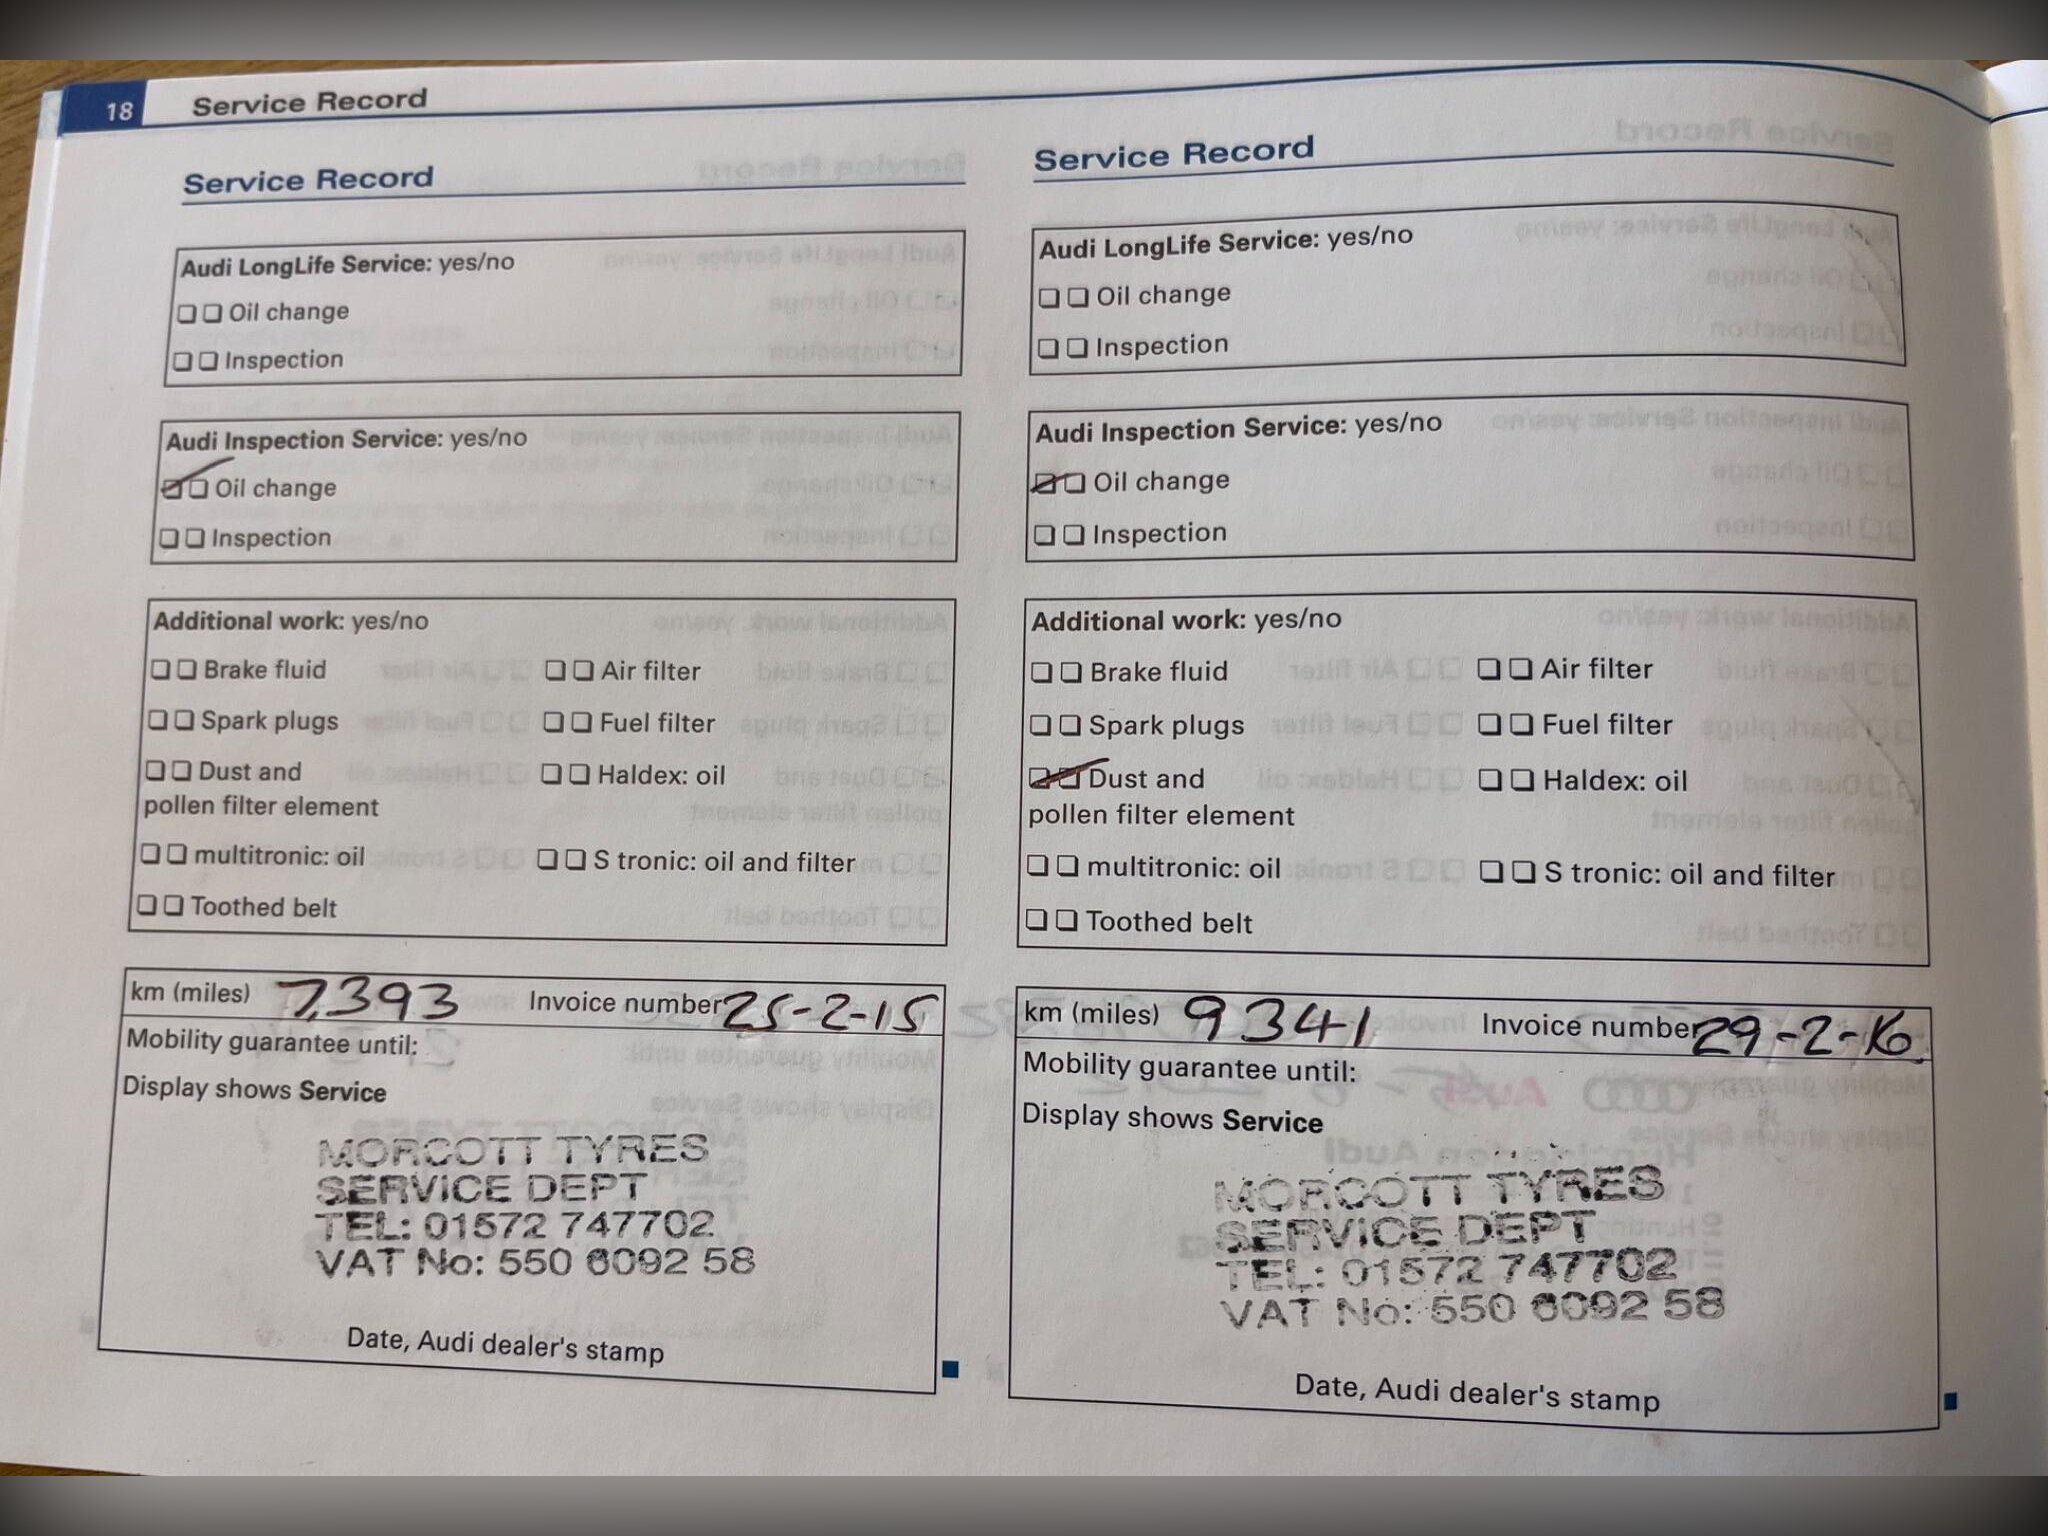 18 Service Record
Service Record
Audi LongLife Service: yes/no
❏ ❏ Oil change
❏ ❏ Inspection
Audi Inspection Service: yes/no
❏ ❏ Oil change
❏ ❏ Inspection
Additional work: yes/no
❏ ❏ Brake fluid ❏ ❏ Air filter
❏ ❏ Spark plugs ❏ ❏ Fuel filter
❏ ❏ Dust and ❏ ❏ Haldex: oil
pollen filter element
❏ ❏ multitronic: oil ❏ ❏ S tronic: oil and filter
❏ ❏ Toothed belt
km (miles) 7,393 Invoice number 25-2-15
Mobility guarantee until:
Display shows Service
MORCOTT TYRES
SERVICE DEPT
TEL: 01572 747702
VAT No: 550 6092 58
Date, Audi dealer's stamp
Service Record
Audi LongLife Service: yes/no
❏ ❏ Oil change
❏ ❏ Inspection
Audi Inspection Service: yes/no
❏ ❏ Oil change
❏ ❏ Inspection
Additional work: yes/no
❏ ❏ Brake fluid ❏ ❏ Air filter
❏ ❏ Spark plugs ❏ ❏ Fuel filter
❏ ❏ Dust and ❏ ❏ Haldex: oil
pollen filter element
❏ ❏ multitronic: oil ❏ ❏ S tronic: oil and filter
❏ ❏ Toothed belt
km (miles) 9341 Invoice number 29-2-16.
Mobility guarantee until:
Display shows Service
MORCOTT TYRES
SERVICE DEPT
TEL: 01572 747702
VAT No: 550 6092 58
Date, Audi dealer's stamp